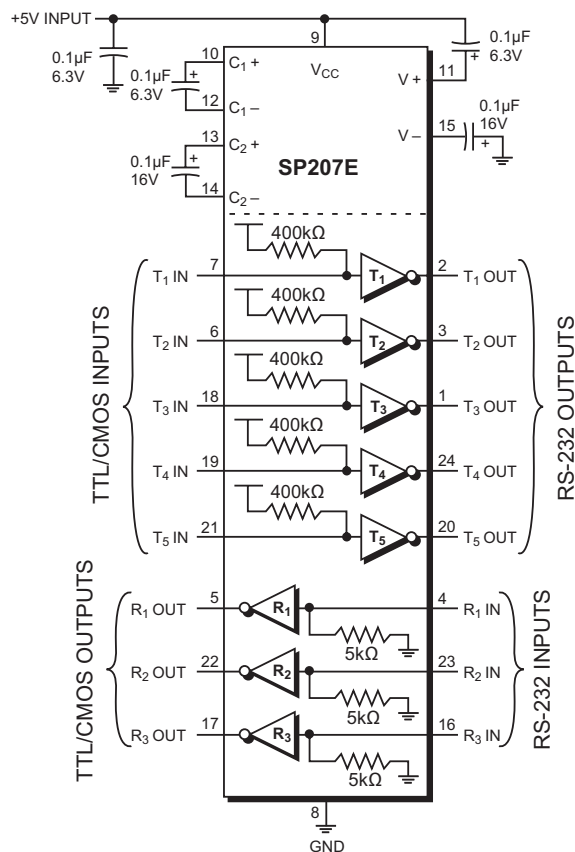 +5V INPUT
0.1µF
6.3V
10
C1 +
9
VCC
V +
11
0.1µF
6.3V
0.1µF
6.3V
12
C1 –
13
C2 +
V –
15
0.1µF
16V
0.1µF
16V
14
C2 –
SP207E
400kΩ
T1 IN
7
T1
2
T1 OUT
400kΩ
T2 IN
6
T2
3
T2 OUT
400kΩ
T3 IN
18
T3
1
T3 OUT
400kΩ
T4 IN
19
T4
24
T4 OUT
400kΩ
T5 IN
21
T5
20
T5 OUT
TTL/CMOS INPUTS
RS-232 OUTPUTS
R1 OUT
5
R1
4
R1 IN
5kΩ
R2 OUT
22
R2
23
R2 IN
5kΩ
R3 OUT
17
R3
16
R3 IN
5kΩ
TTL/CMOS OUTPUTS
RS-232 INPUTS
8
GND